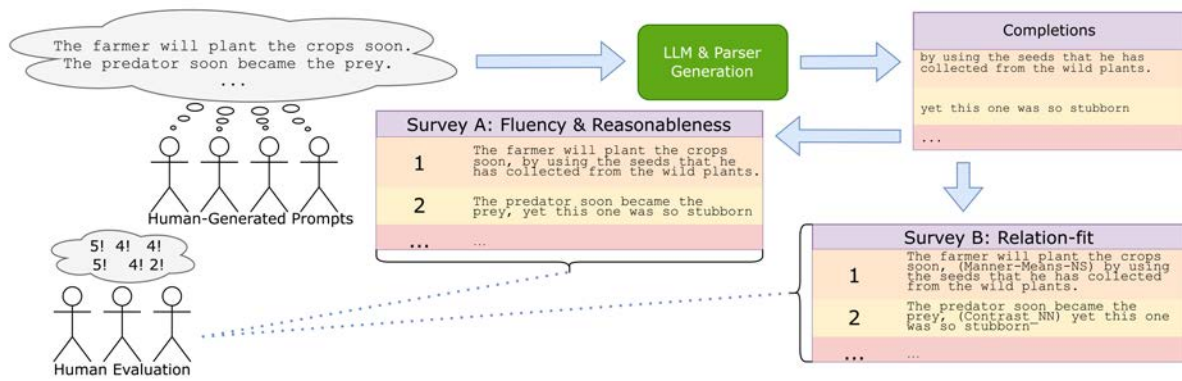 The farmer will plant the crops soon.
The predator soon became the prey.
...
Human-Generated Prompts
LLM & Parser
Generation
Completions
by using the seeds that he has
collected from the wild plants.
yet this one was so stubborn
...
Survey A: Fluency & Reasonableness
1
The farmer will plant the crops
soon, by using the seeds that he
has collected from the wild plants.
2
The predator soon became the
prey, yet this one was so stubborn
...
...
Survey B: Relation-fit
1
The farmer will plant the crops
soon, (Manner-Means-NS) by using
the seeds that he has collected
from the wild plants.
2
The predator soon became the
prey, (Contrast_NN) yet this one
was so stubborn
...
...
5! 4! 4!
5! 4! 2!
Human Evaluation